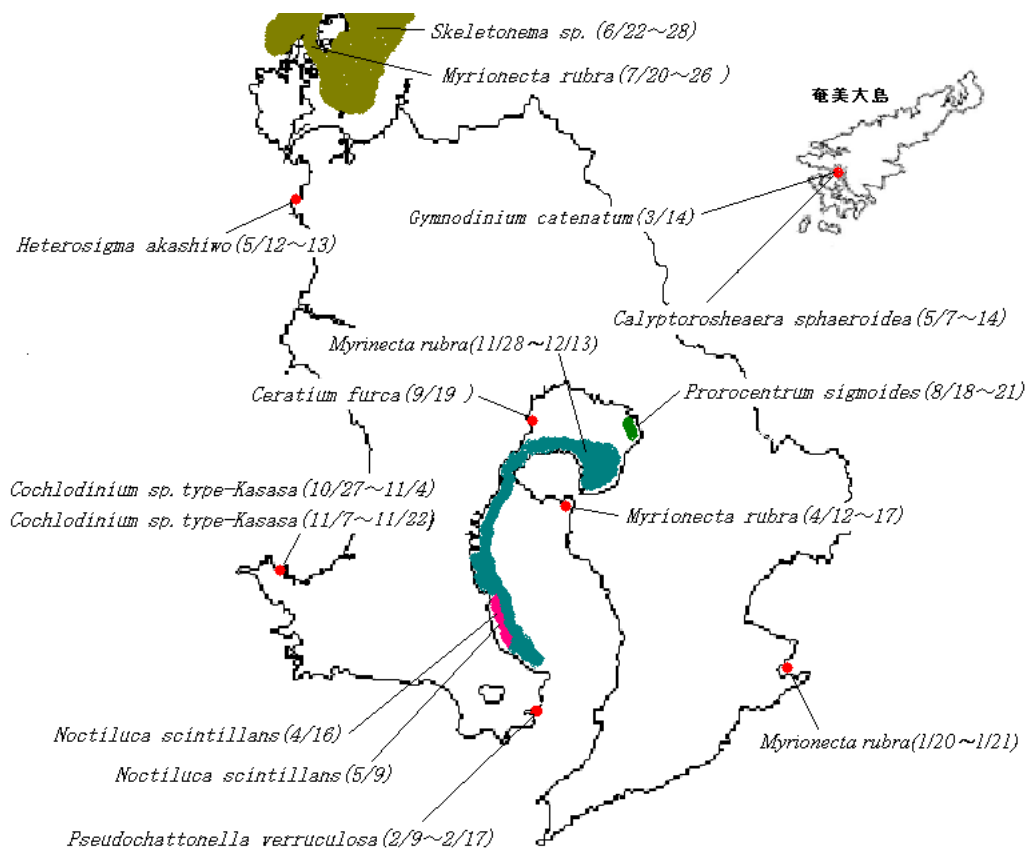 Skeletonema sp. (6/22～28)
Myrionecta rubra(7/20～26 )
奄美大島
Gymnodinium catenatum(3/14)
Heterosigma akashiwo(5/12～13)
Calyptorosheaera sphaeroidea(5/7～14)
Myrinecta rubra(11/28～12/13)
Ceratium furca(9/19 )
Prorocentrum sigmoides(8/18～21)
Cochlodinium sp. type-Kasasa(10/27～11/4)
Cochlodinium sp. type-Kasasa(11/7～11/22)
Myrionecta rubra(4/12～17)
Noctiluca scintillans(4/16)
Myrionecta rubra(1/20～1/21)
Noctiluca scintillans(5/9)
Pseudochattonella verruculosa(2/9～2/17)